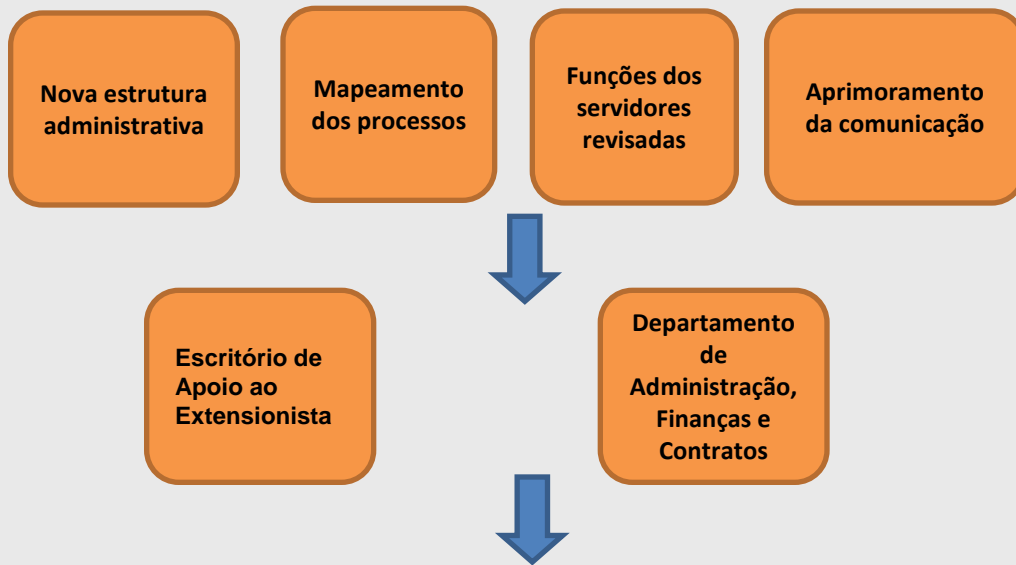 Nova estrutura
administrativa
Mapeamento
dos processos
Funções dos
servidores
revisadas
Aprimoramento
da comunicação
Escritório de
Apoio ao
Extensionista
Departamento
de
Administração,
Finanças e
Contratos